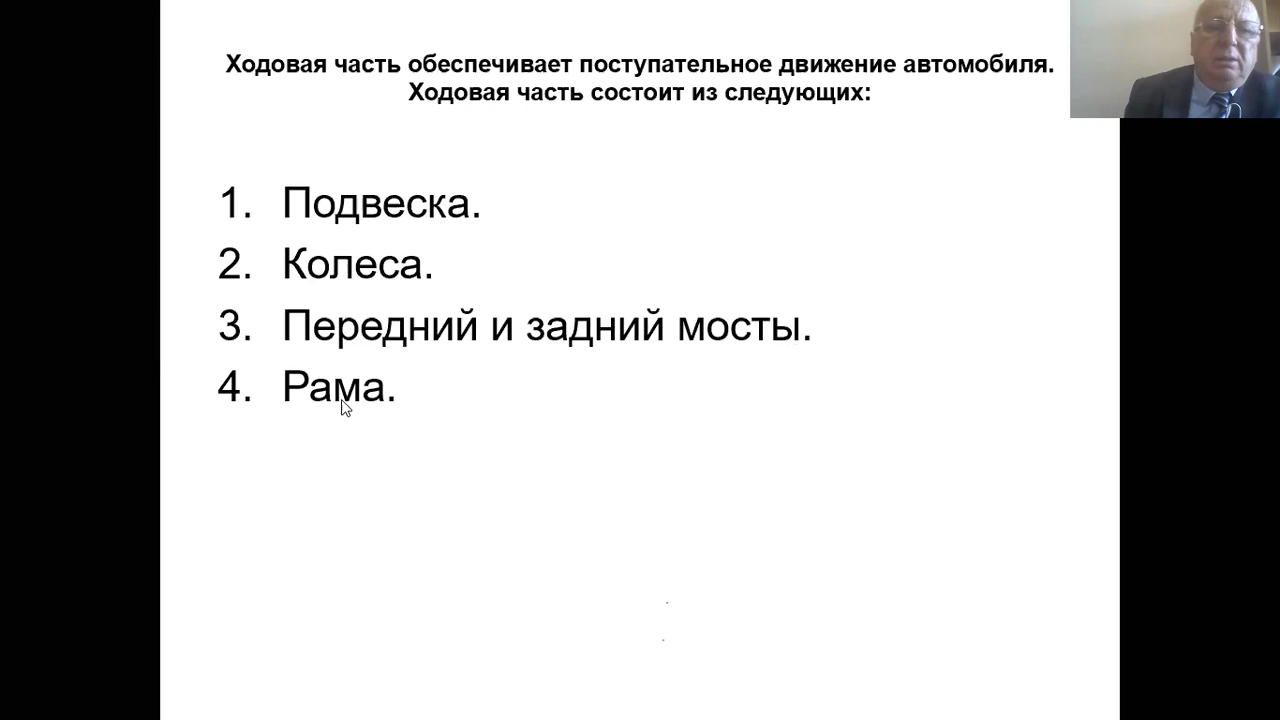 Ходовая часть обеспечивает поступательное движение автомобиля.
Ходовая часть состоит из следующих:
1. Подвеска.
2. Колеса.
3. Передний и задний мосты.
4. Рама.